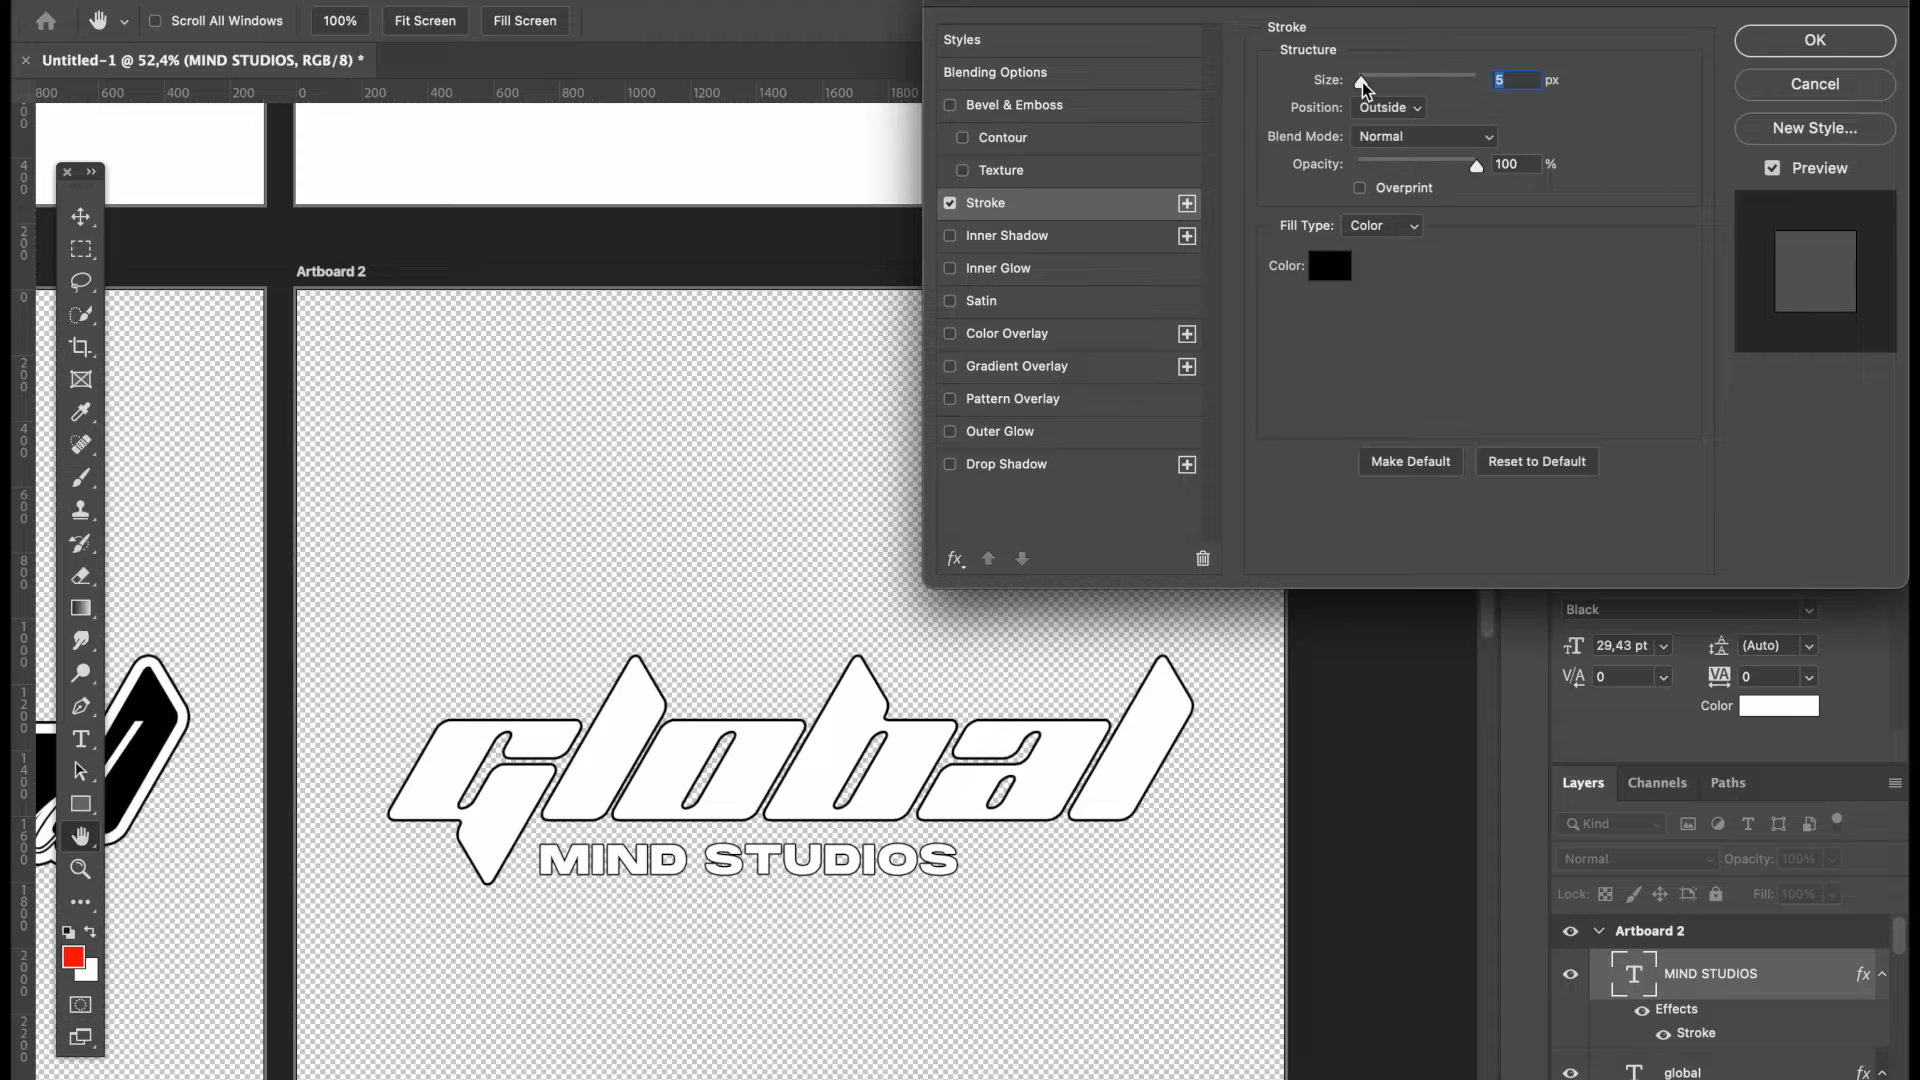 Scroll All Windows 100% Fit Screen Fill Screen
Untitled-1 @ 52,4% (MIND STUDIOS, RGB/8) *
800 600 400 200 0 200 400 600 800 1000 1200 1400 1600 1800
Artboard 2
global
MIND STUDIOS
Styles
Blending Options
Bevel & Emboss
Contour
Texture
Stroke
Inner Shadow
Inner Glow
Satin
Color Overlay
Gradient Overlay
Pattern Overlay
Outer Glow
Drop Shadow
fx
Stroke
Structure
Size: 5 px
Position: Outside
Blend Mode: Normal
Opacity: 100 %
Overprint
Fill Type: Color
Color:
Make Default Reset to Default
OK
Cancel
New Style...
Preview
Black
29,43 pt (Auto)
V/A 0 VA 0
Color
Layers Channels Paths
Kind
Normal Opacity: 100%
Lock: Fill: 100%
Artboard 2
MIND STUDIOS fx
Effects
Stroke
global fx